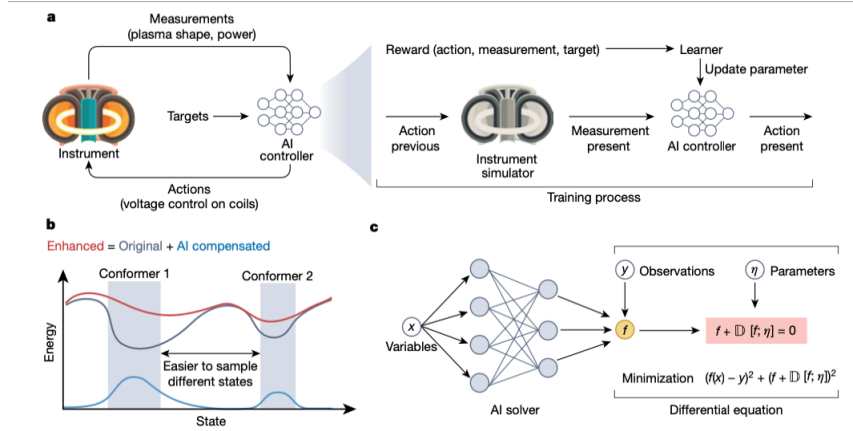 a
Measurements
(plasma shape, power)
Targets
Instrument
AI
controller
Actions
(voltage control on coils)
Reward (action, measurement, target)
Learner
Update parameter
Action
previous
Instrument
simulator
Measurement
present
AI controller
Action
present
Training process
b
Enhanced = Original + AI compensated
Conformer 1
Conformer 2
Energy
Easier to sample
different states
State
c
x
Variables
AI solver
y Observations
η Parameters
f
f + 𝔻 [f; η] = 0
Minimization (f(x) – y)² + (f + 𝔻 [f; η])²
Differential equation